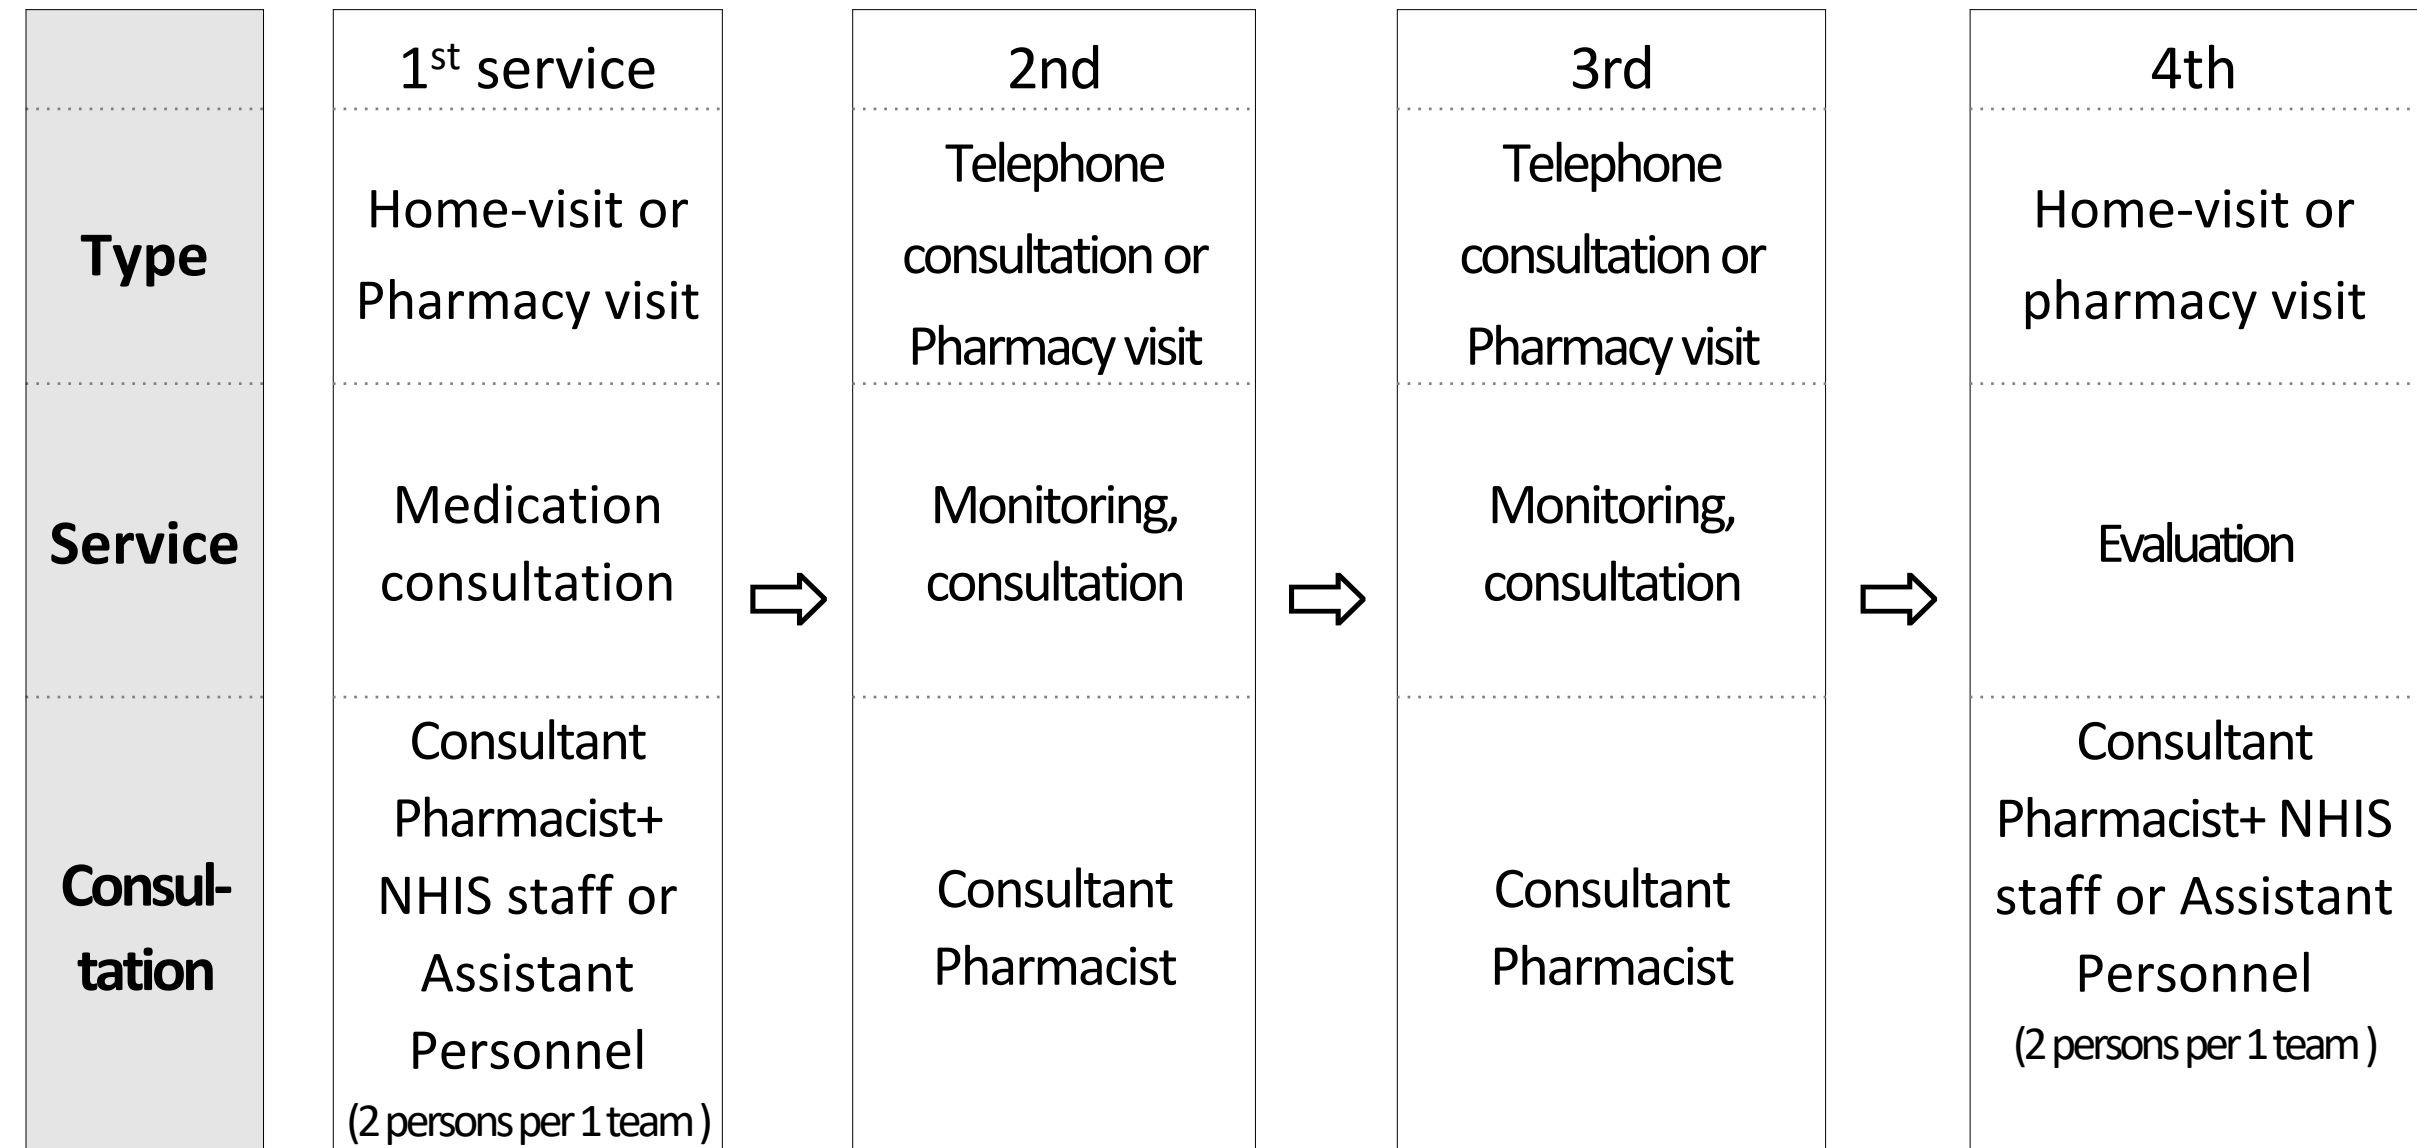 1st service
2nd
3rd
4th
Type
Home-visit or
Pharmacy visit
Telephone
consultation or
Pharmacy visit
Telephone
consultation or
Pharmacy visit
Home-visit or
pharmacy visit
Service
Medication
consultation
Monitoring,
consultation
Monitoring,
consultation
Evaluation
Consul-
tation
Consultant
Pharmacist+
NHIS staff or
Assistant
Personnel
(2 persons per 1 team )
Consultant
Pharmacist
Consultant
Pharmacist
Consultant
Pharmacist+ NHIS
staff or Assistant
Personnel
(2 persons per 1 team )